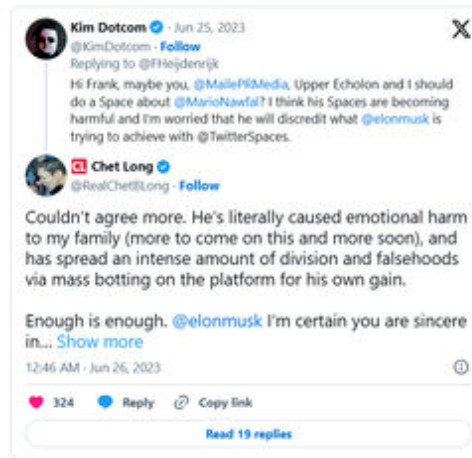 Kim Dotcom · Jun 25, 2023
@KimDotcom · Follow
Replying to @FHeijdenrijk
Hi Frank, maybe you, @MailePRMedia, Upper Echolon and I should
do a Space about @MarioNawfal? I think his Spaces are becoming
harmful and I'm worried that he will discredit what @elonmusk is
trying to achieve with @TwitterSpaces.
CL Chet Long
@RealChetBLong · Follow
Couldn't agree more. He's literally caused emotional harm
to my family (more to come on this and more soon), and
has spread an intense amount of division and falsehoods
via mass botting on the platform for his own gain.
Enough is enough. @elonmusk I'm certain you are sincere
in... Show more
12:46 AM · Jun 26, 2023
324 Reply Copy link
Read 19 replies